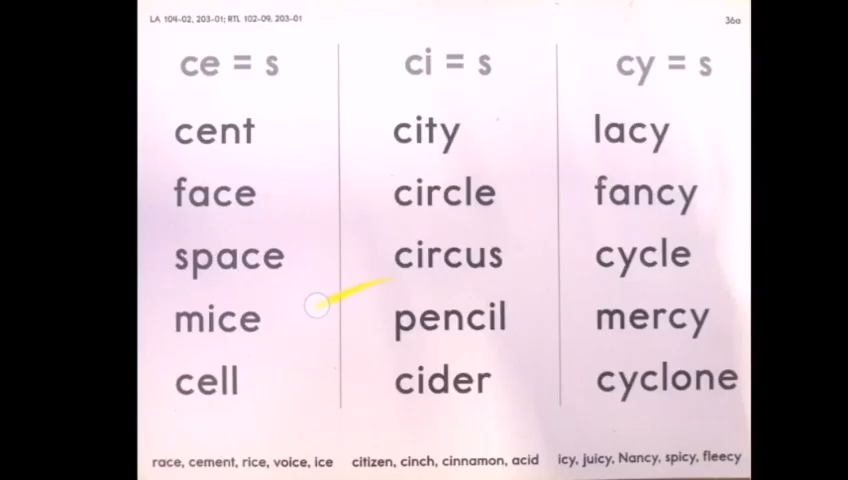 LA 104-02, 203-01; RTL 102-09, 203-01
36a
ce = s
cent
face
space
mice
cell
race, cement, rice, voice, ice
ci = s
city
circle
circus
pencil
cider
citizen, cinch, cinnamon, acid
cy = s
lacy
fancy
cycle
mercy
cyclone
icy, juicy, Nancy, spicy, fleecy